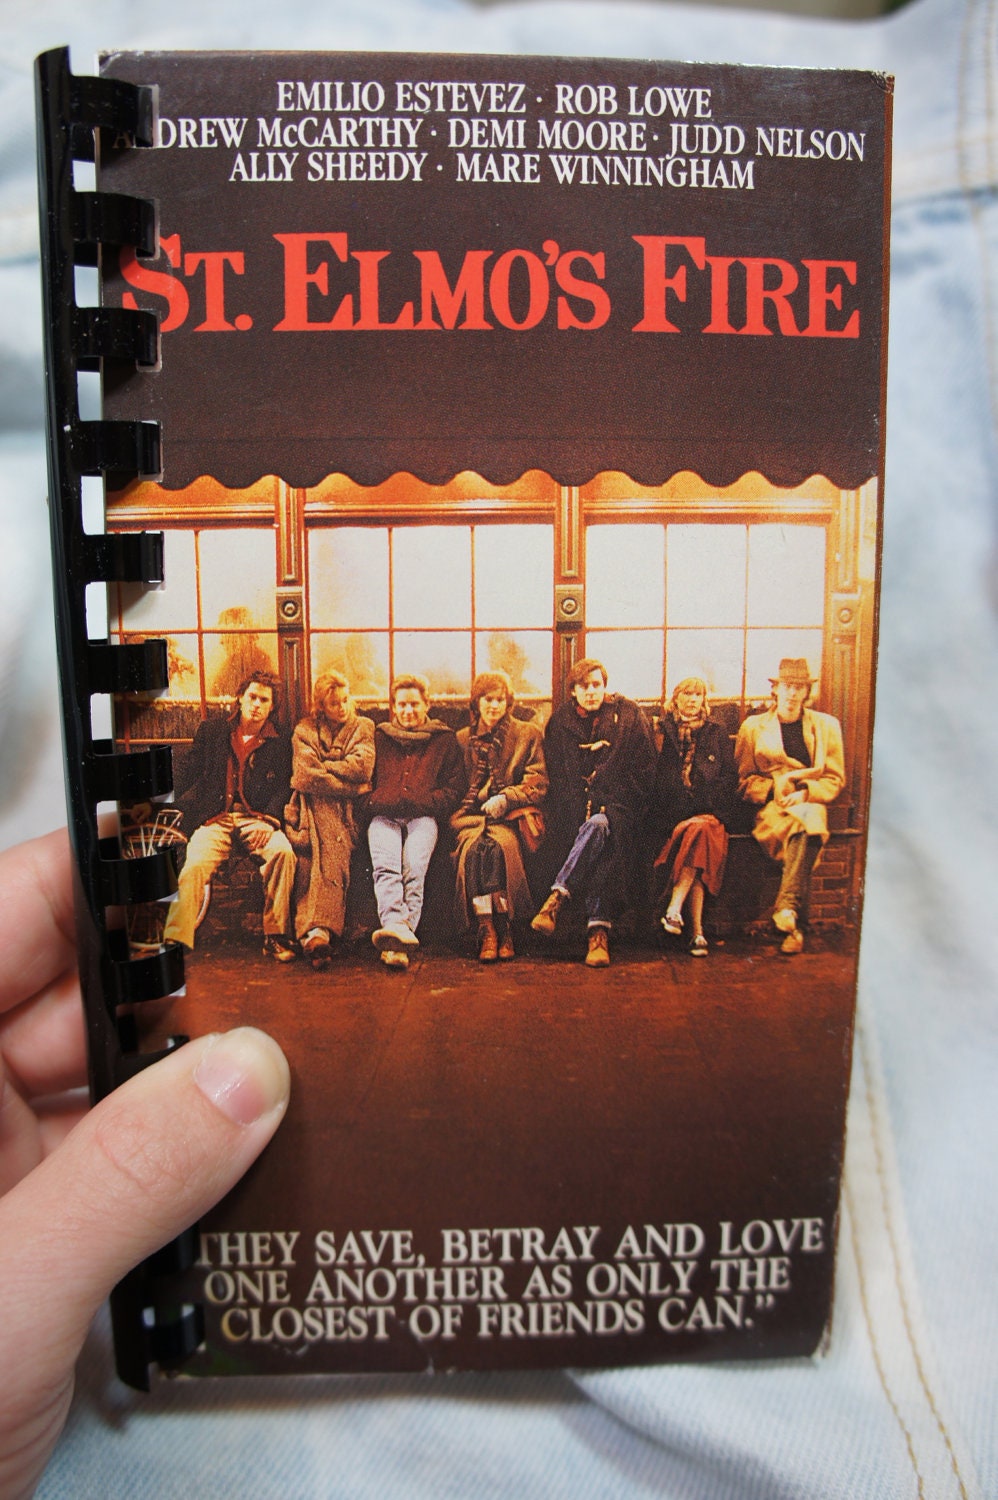 EMILIO ESTEVEZ · ROB LOWE
ANDREW McCARTHY · DEMI MOORE · JUDD NELSON
ALLY SHEEDY · MARE WINNINGHAM
ST. ELMO'S FIRE
THEY SAVE, BETRAY AND LOVE
ONE ANOTHER AS ONLY THE
CLOSEST OF FRIENDS CAN.”